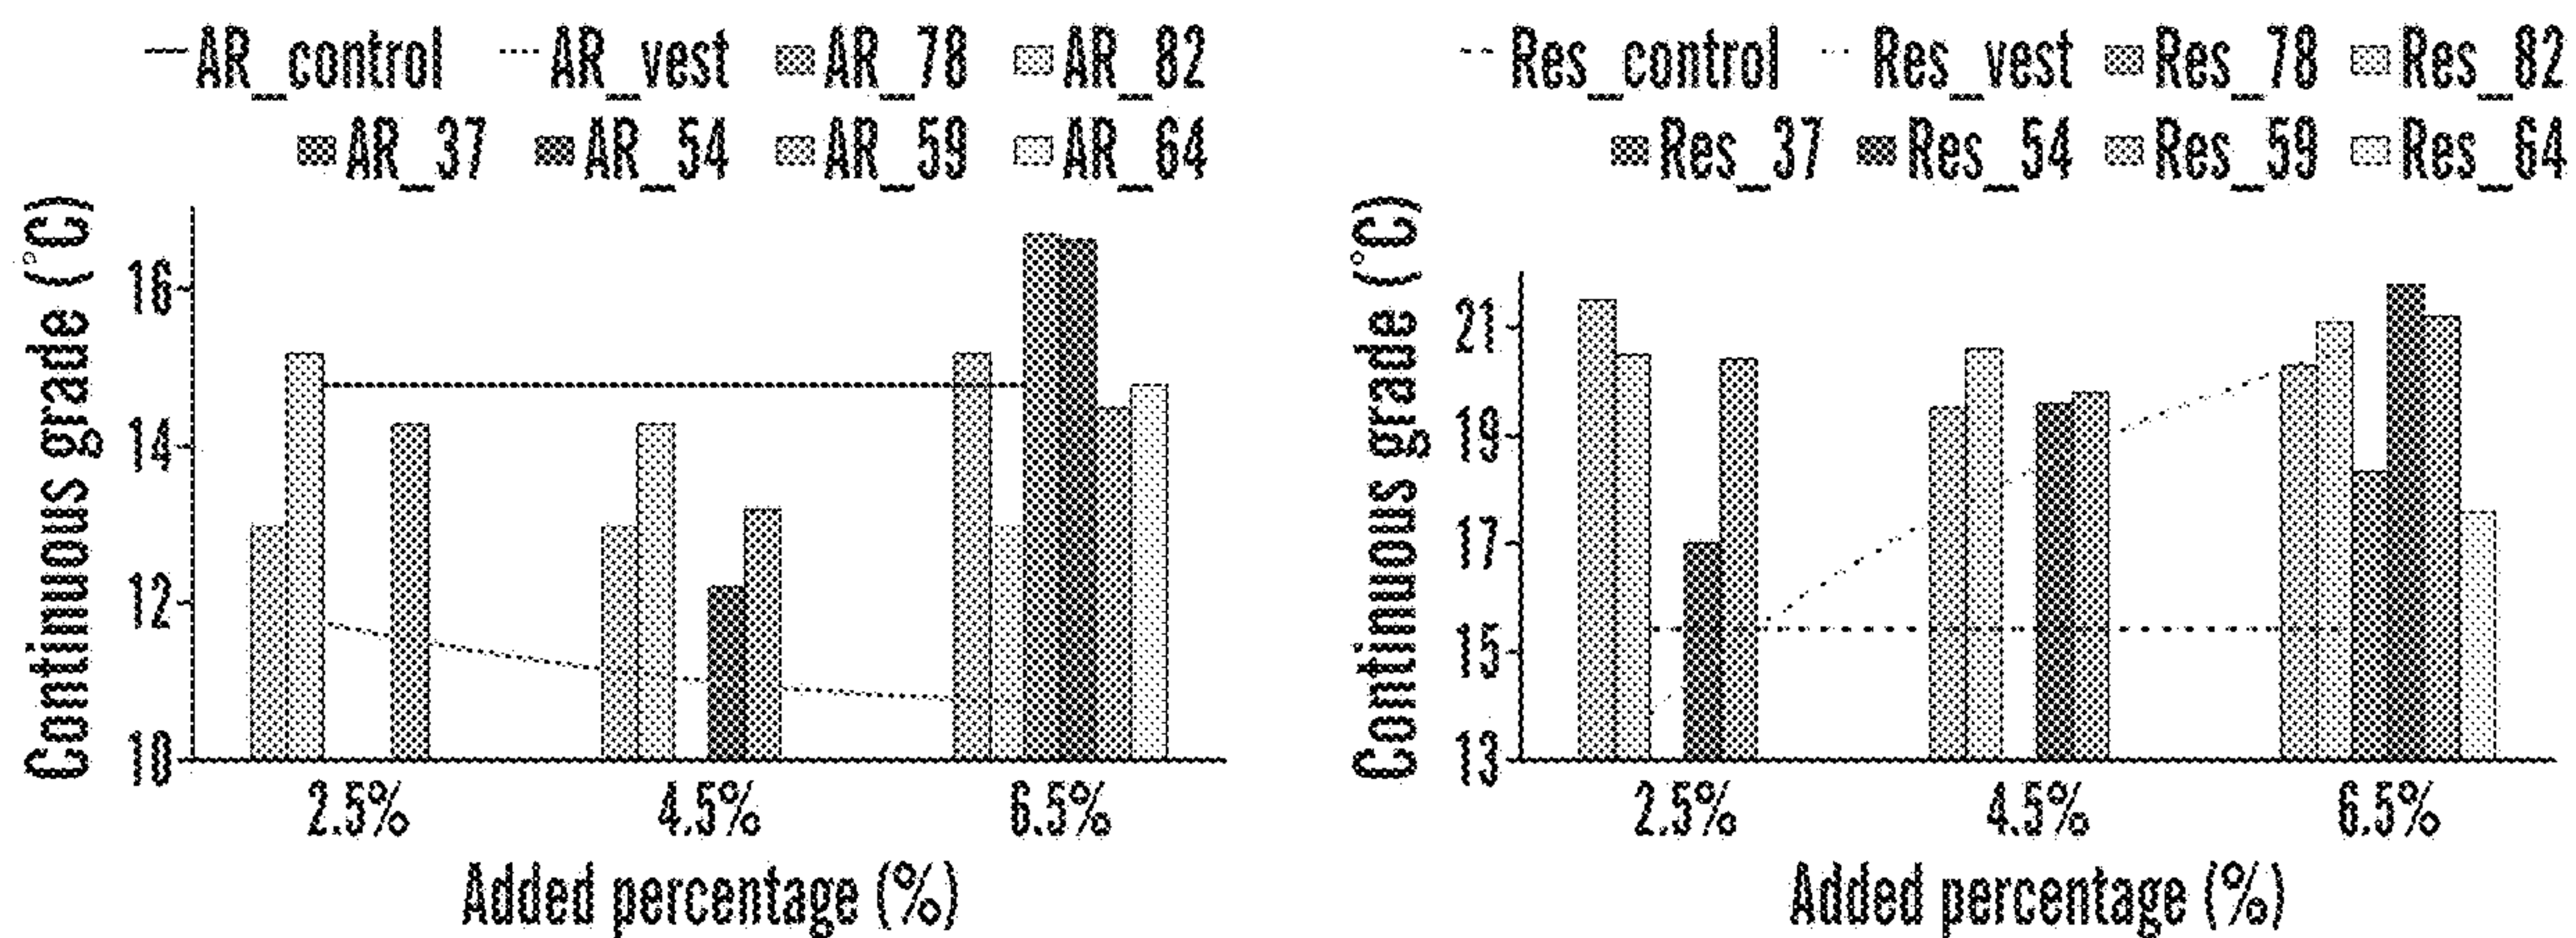 AR_control AR_vest AR_78 AR_82
AR_37 AR_54 AR_59 AR_64
Continuous grade (°C)
16
14
12
10
2.5% 4.5% 6.5%
Added percentage (%)
Res_control Res_vest Res_78 Res_82
Res_37 Res_54 Res_59 Res_64
Continuous grade (°C)
21
19
17
15
13
2.5% 4.5% 6.5%
Added percentage (%)